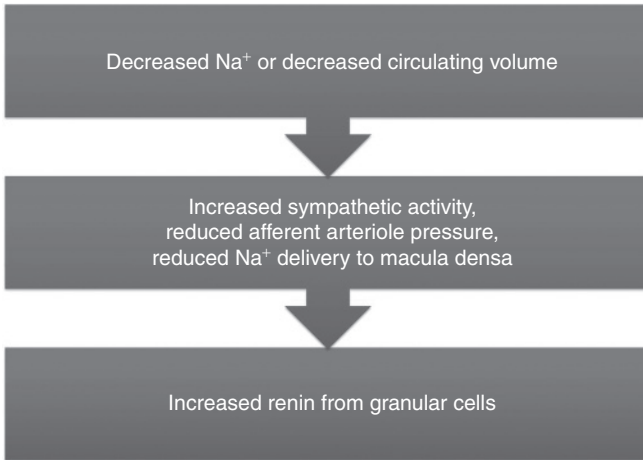 Decreased Na⁺ or decreased circulating volume
Increased sympathetic activity,
reduced afferent arteriole pressure,
reduced Na⁺ delivery to macula densa
Increased renin from granular cells